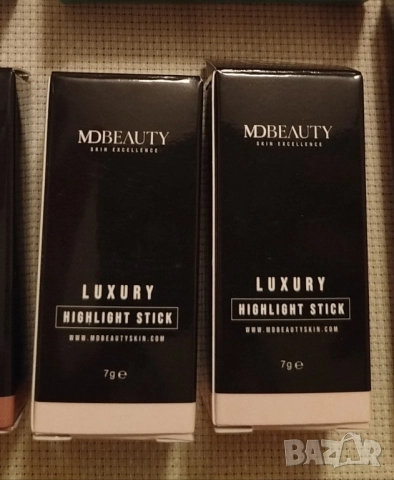 MDBEAUTY
SKIN EXCELLENCE
LUXURY
HIGHLIGHT STICK
WWW.MDBEAUTYSKIN.COM
7g ℮
MDBEAUTY
SKIN EXCELLENCE
LUXURY
HIGHLIGHT STICK
WWW.MDBEAUTYSKIN.COM
7g ℮
BAZAR